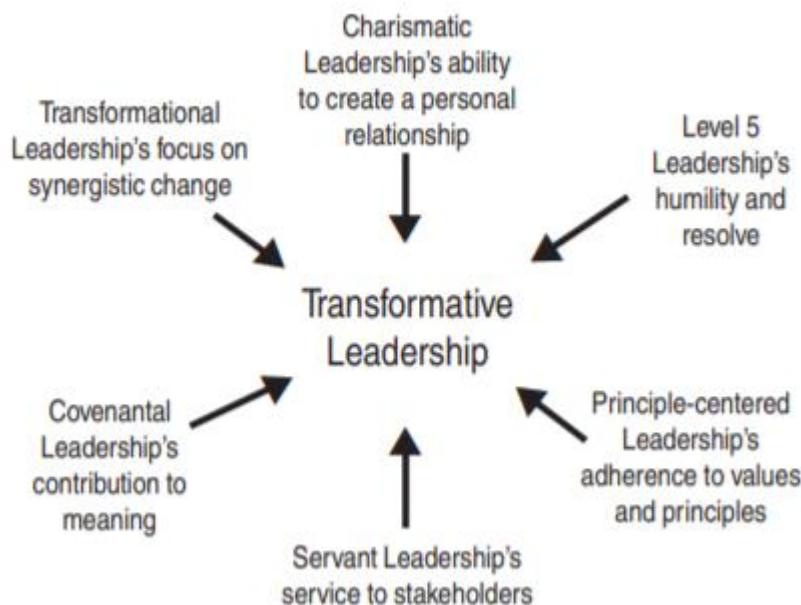 Charismatic
Leadership's ability
to create a personal
relationship
Transformational
Leadership's focus on
synergistic change
Level 5
Leadership's
humility and
resolve
Transformative
Leadership
Covenantal
Leadership's
contribution to
meaning
Principle-centered
Leadership's
adherence to values
and principles
Servant Leadership's
service to stakeholders